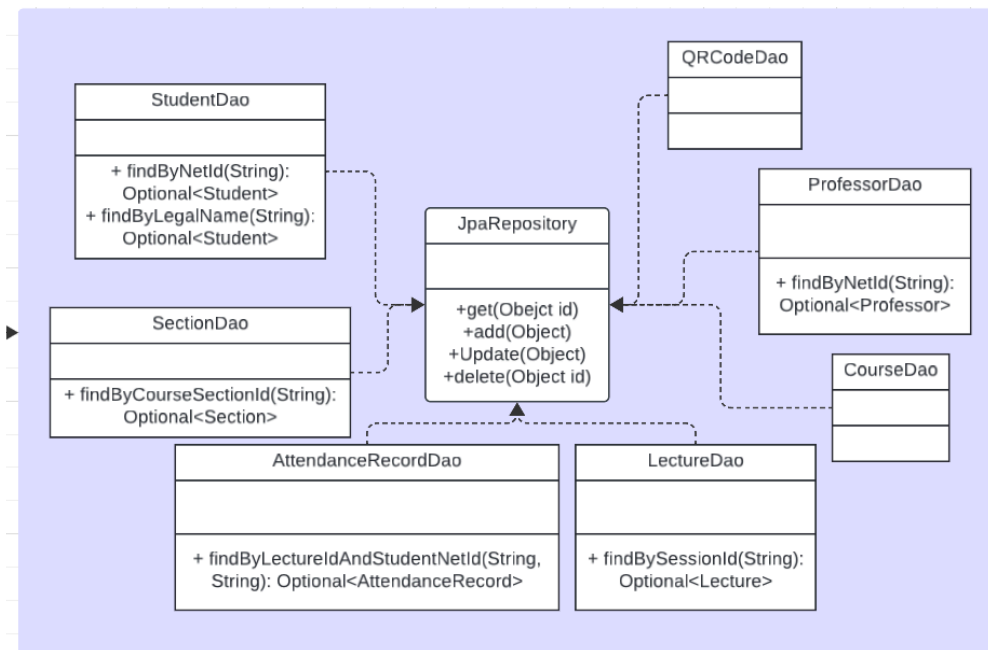 QRCodeDao
StudentDao
+ findByNetId(String):
Optional<Student>
+ findByLegalName(String):
Optional<Student>
ProfessorDao
+ findByNetId(String):
Optional<Professor>
JpaRepository
+get(Obejct id)
+add(Object)
+Update(Object)
+delete(Object id)
SectionDao
+ findByCourseSectionId(String):
Optional<Section>
CourseDao
AttendanceRecordDao
+ findByLectureIdAndStudentNetId(String,
String): Optional<AttendanceRecord>
LectureDao
+ findBySessionId(String):
Optional<Lecture>